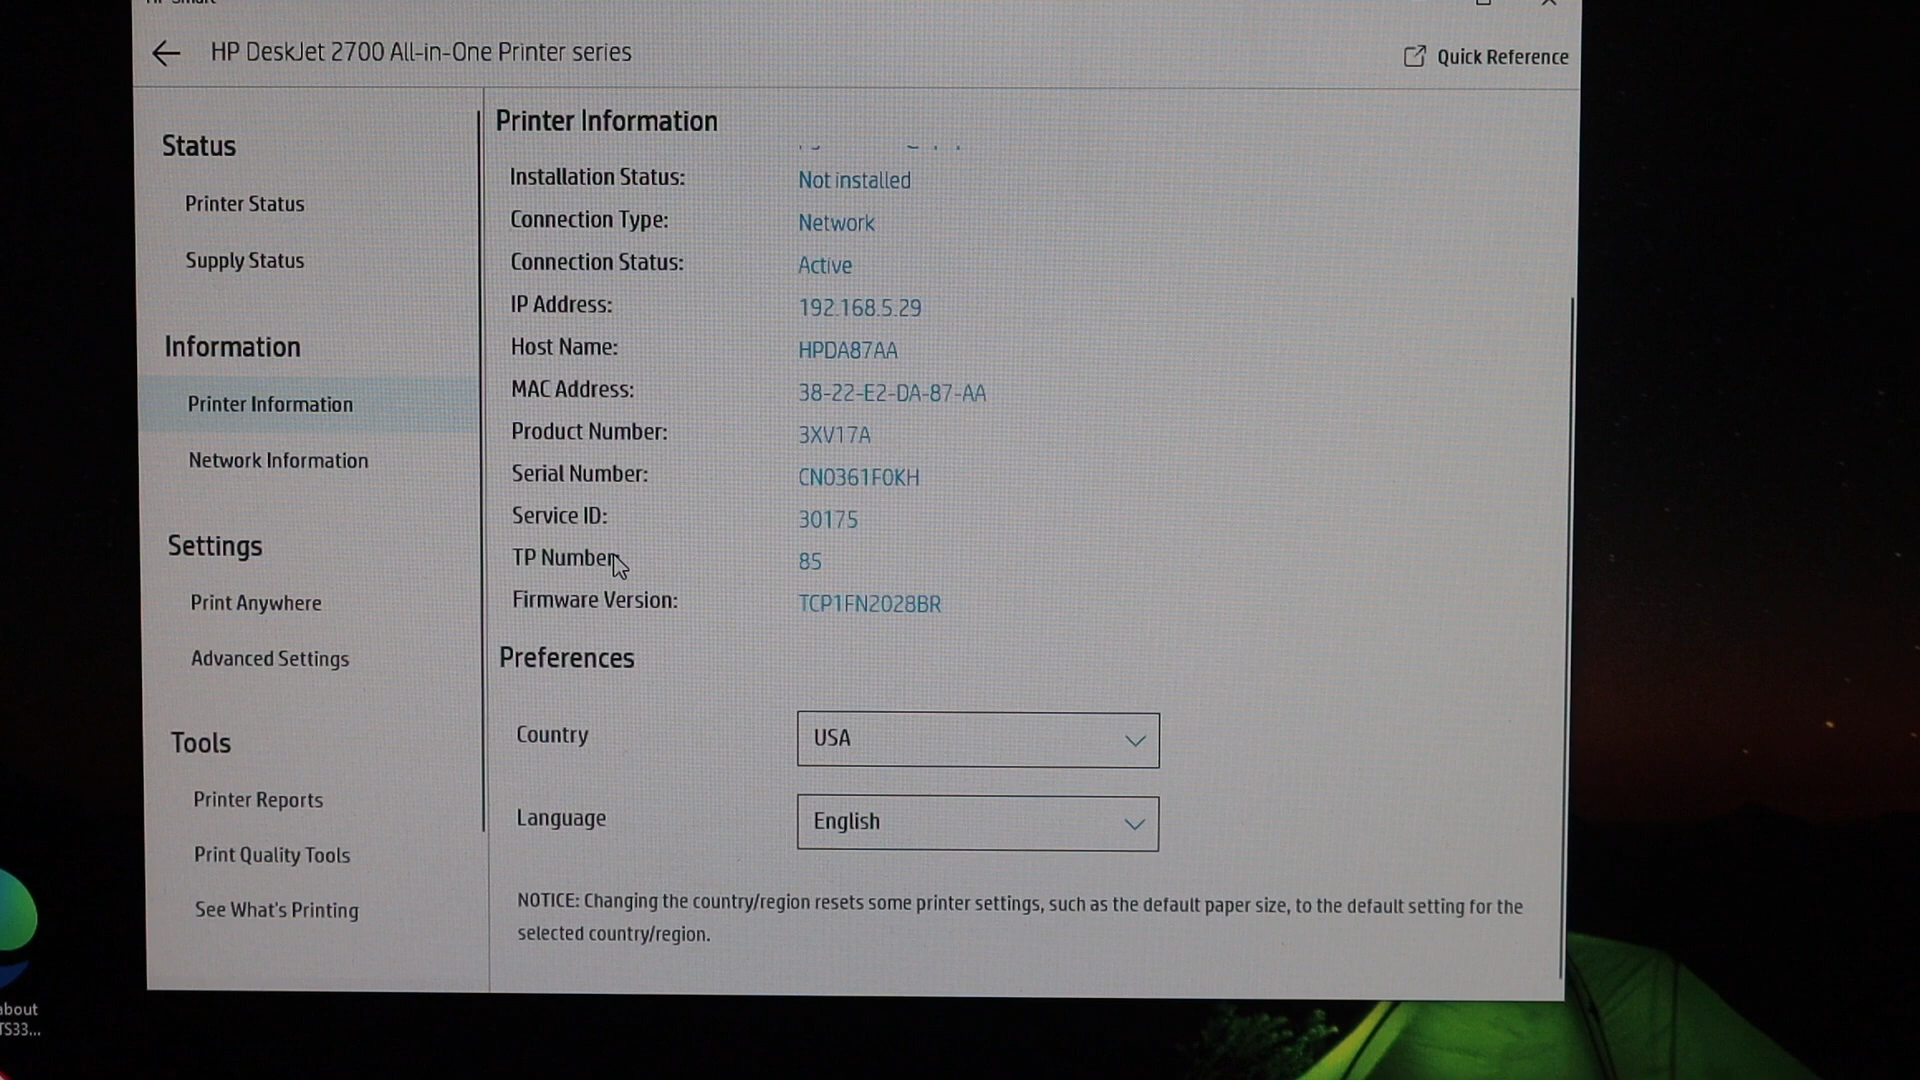 HP Smart
HP DeskJet 2700 All-in-One Printer series
Quick Reference
Status
Printer Status
Supply Status
Information
Printer Information
Network Information
Settings
Print Anywhere
Advanced Settings
Tools
Printer Reports
Print Quality Tools
See What's Printing
Printer Information
Installation Status: Not installed
Connection Type: Network
Connection Status: Active
IP Address: 192.168.5.29
Host Name: HPDA87AA
MAC Address: 38-22-E2-DA-87-AA
Product Number: 3XV17A
Serial Number: CN0361F0KH
Service ID: 30175
TP Number 85
Firmware Version: TCP1FN2028BR
Preferences
Country USA
Language English
NOTICE: Changing the country/region resets some printer settings, such as the default paper size, to the default setting for the
selected country/region.
about
TS33...